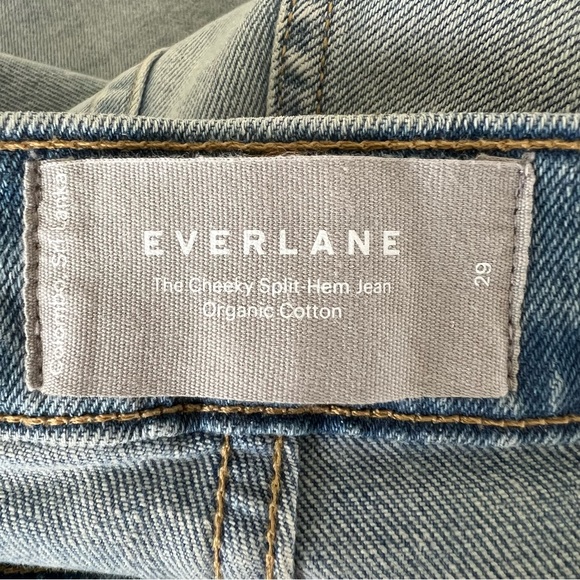 EVERLANE
The Cheeky Split-Hem Jean
Organic Cotton
29
Colombo, Sri Lanka